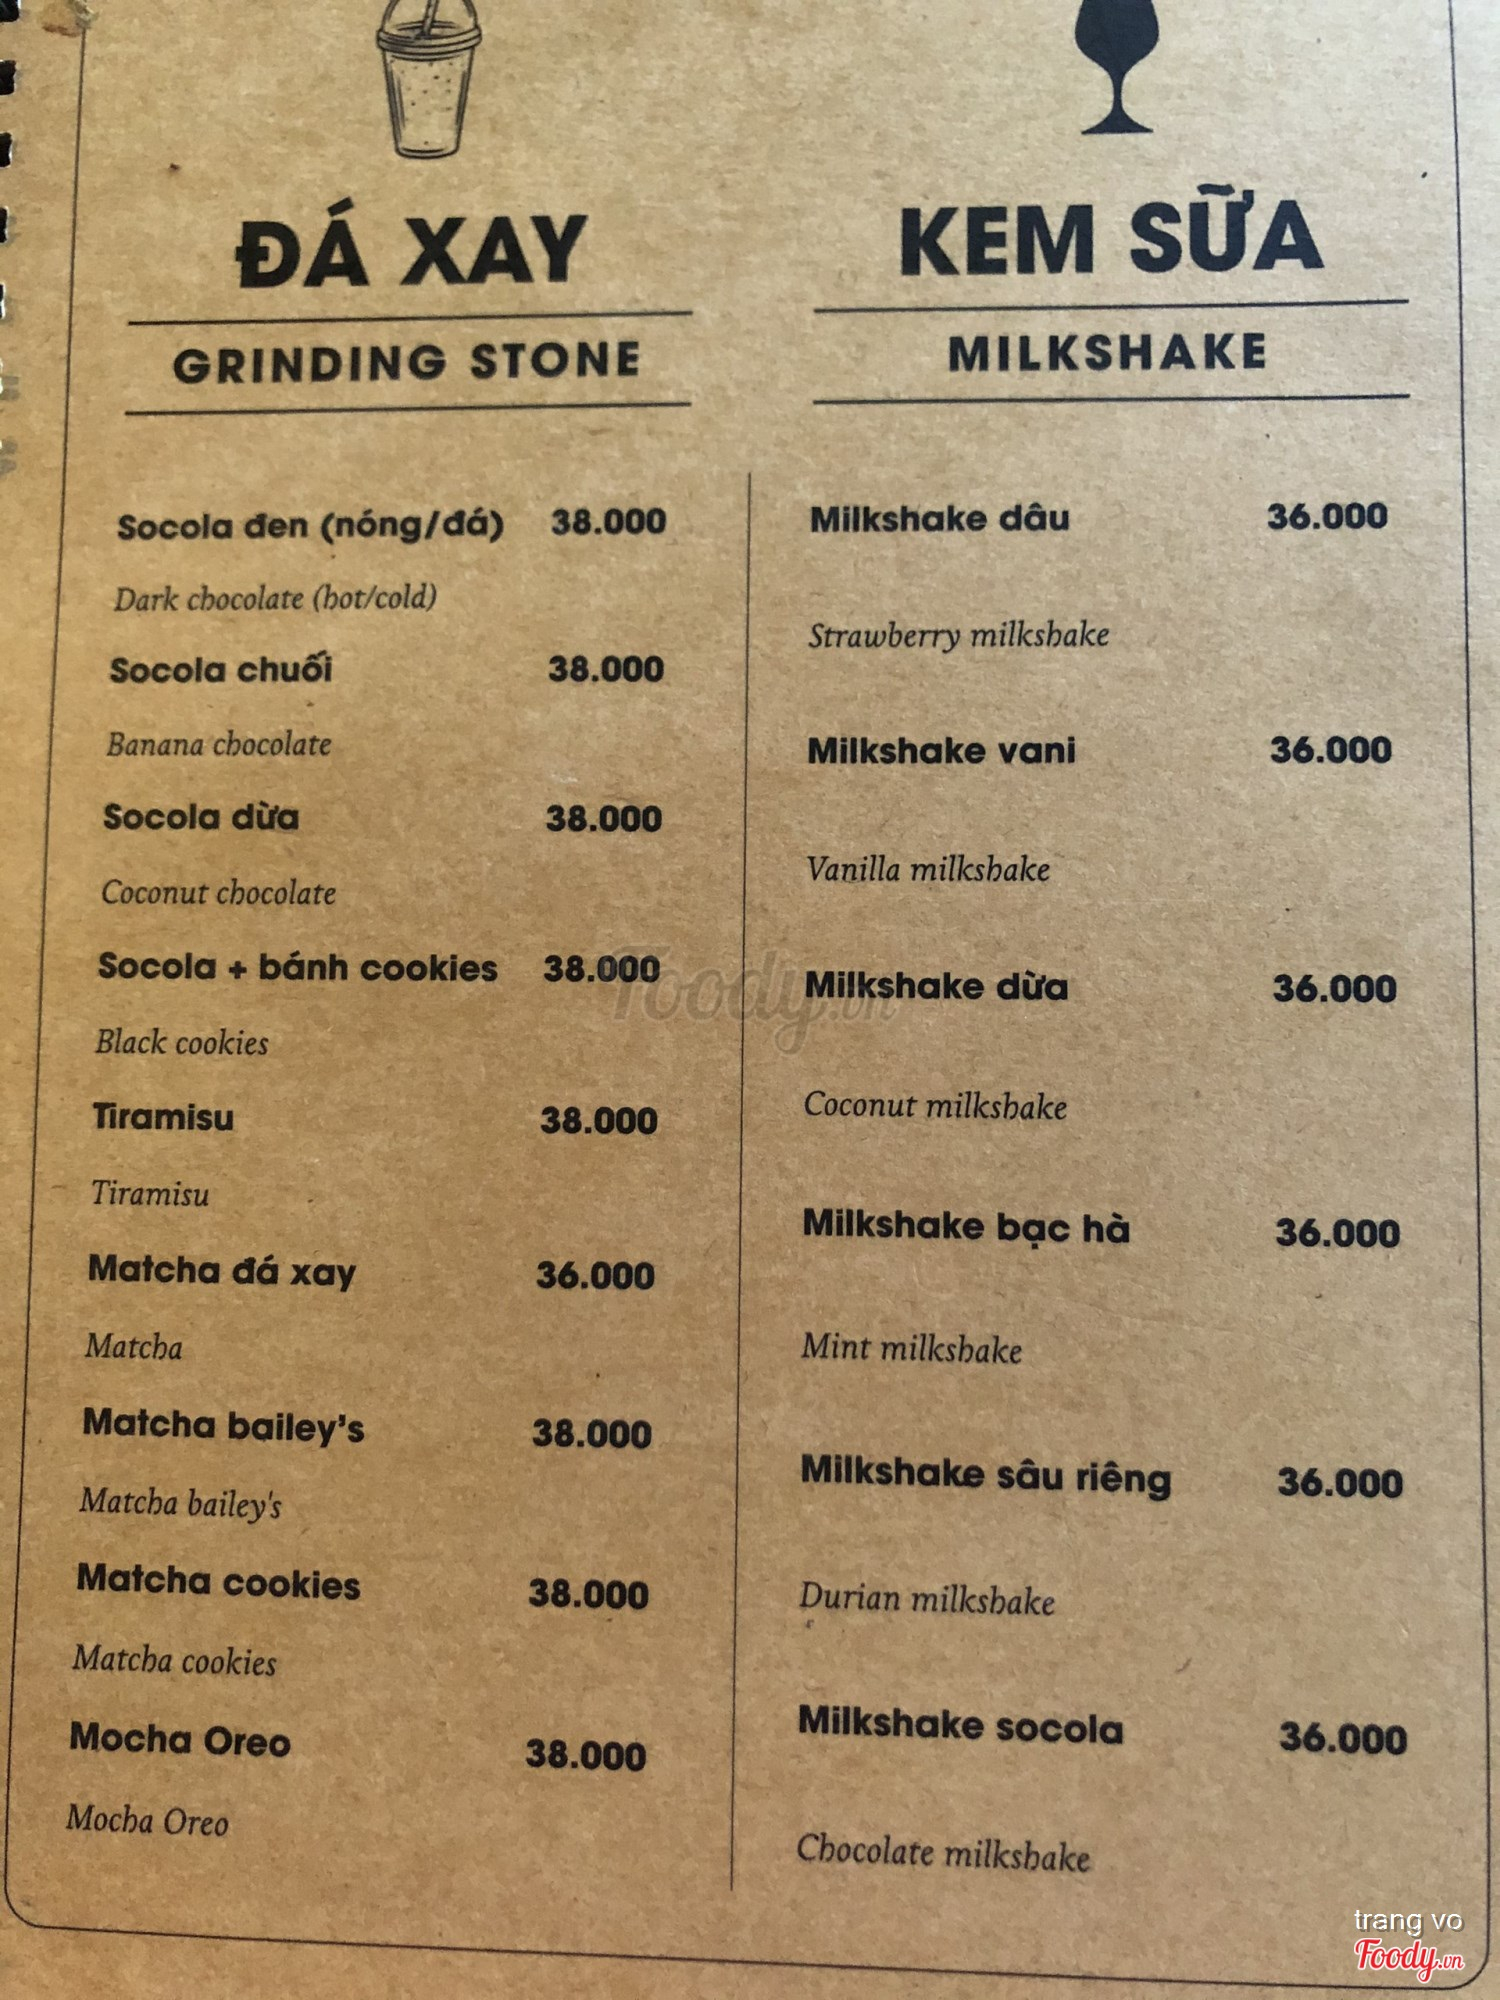 ĐÁ XAY
GRINDING STONE
Socola đen (nóng/đá) 38.000
Dark chocolate (hot/cold)
Socola chuối 38.000
Banana chocolate
Socola dừa 38.000
Coconut chocolate
Socola + bánh cookies 38.000
Black cookies
Tiramisu 38.000
Tiramisu
Matcha đá xay 36.000
Matcha
Matcha bailey's 38.000
Matcha bailey's
Matcha cookies 38.000
Matcha cookies
Mocha Oreo 38.000
Mocha Oreo
KEM SỮA
MILKSHAKE
Milkshake dâu 36.000
Strawberry milkshake
Milkshake vani 36.000
Vanilla milkshake
Milkshake dừa 36.000
Coconut milkshake
Milkshake bạc hà 36.000
Mint milkshake
Milkshake sâu riêng 36.000
Durian milkshake
Milkshake socola 36.000
Chocolate milkshake
Foody.vn
trang vo
Foody.vn